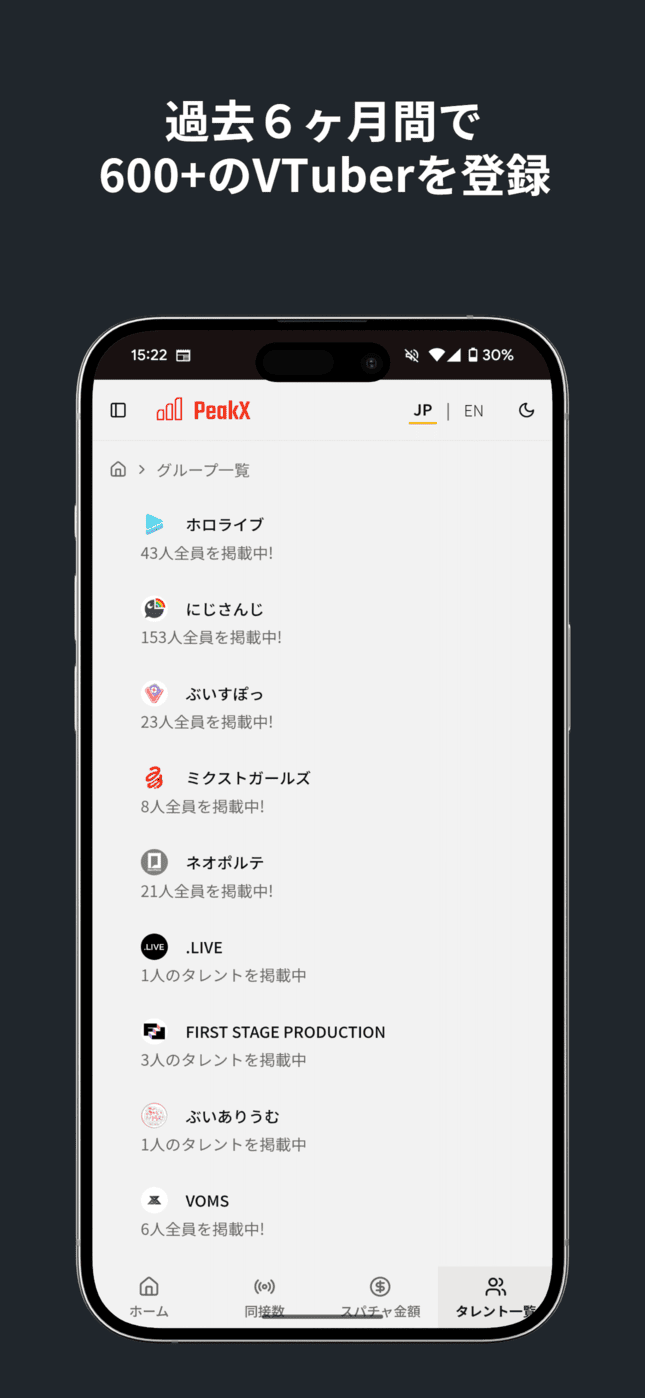 過去６ヶ月間で
600+のVTuberを登録
15:22 30%
PeakX JP | EN
グループ一覧
ホロライブ
43人全員を掲載中!
にじさんじ
153人全員を掲載中!
ぶいすぽっ
23人全員を掲載中!
ミクストガールズ
8人全員を掲載中!
ネオポルテ
21人全員を掲載中!
.LIVE .LIVE
1人のタレントを掲載中
FIRST STAGE PRODUCTION
3人のタレントを掲載中
ぶいありうむ
1人のタレントを掲載中
VOMS
6人全員を掲載中!
ホーム 同接数 スパチャ金額 タレント一覧